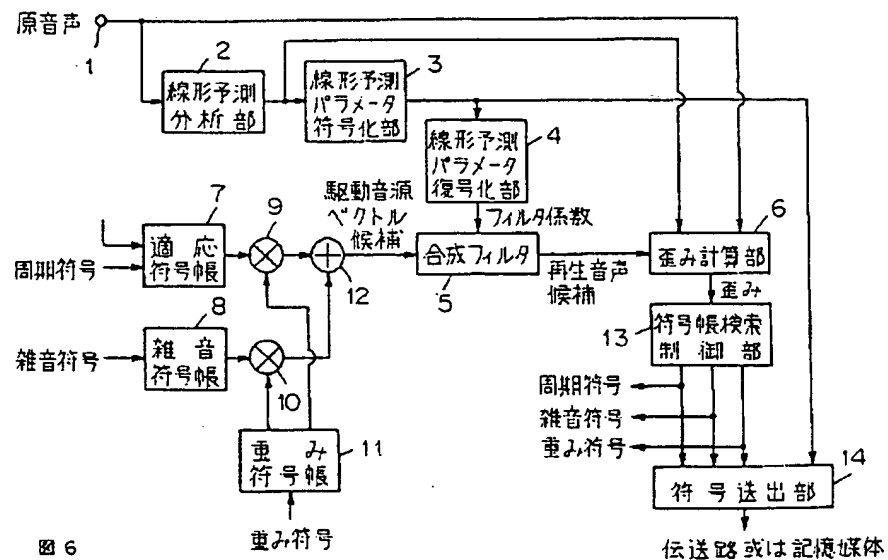 原音声
1
2
線形予測
分析部
3
線形予測
パラメータ
符号化部
4
線形予測
パラメータ
復号化部
フィルタ係数
7
適応
符号帳
周期符号
9
駆動音源
ベクトル
候補
12
合成フィルタ
5
再生音声
候補
6
歪み計算部
歪み
8
雑音
符号帳
雑音符号
10
13
符号帳検索
制御部
周期符号
雑音符号
重み符号
重み
符号帳
11
重み符号
14
符号送出部
伝送路或は記憶媒体
図6